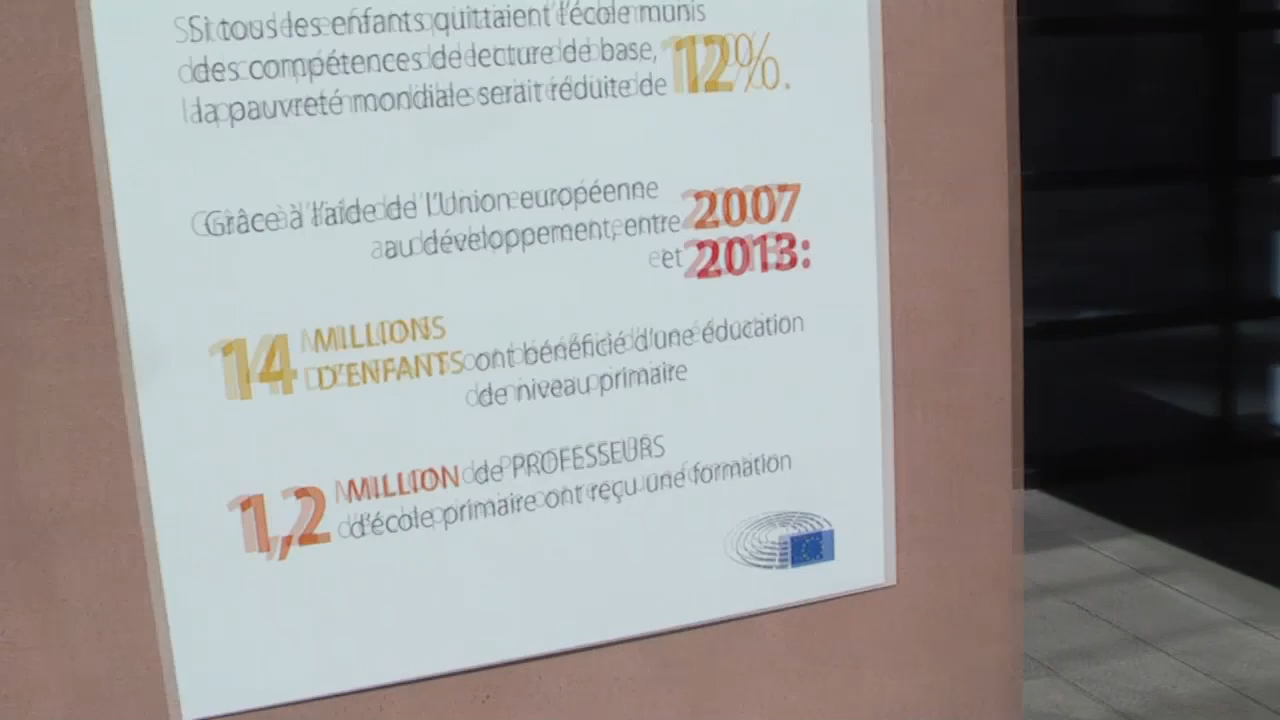 Si tous les enfants quittaient l'école munis
des compétences de lecture de base,
la pauvreté mondiale serait réduite de 12%.
Grâce à l'aide de l'Union européenne
au développement, entre 2007
et 2013:
14 MILLIONS
D'ENFANTS ont bénéficié d'une éducation
de niveau primaire
1,2 MILLION de PROFESSEURS
d'école primaire ont reçu une formation